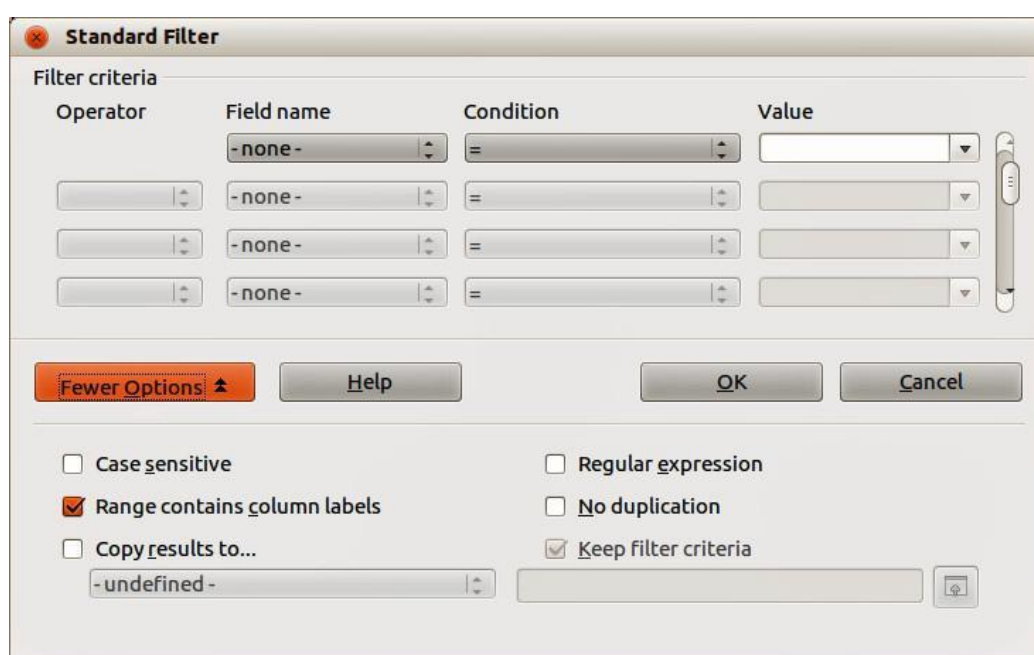 Standard Filter
Filter criteria
Operator Field name Condition Value
-none- =
-none- =
-none- =
-none- =
Fewer Options Help OK Cancel
Case sensitive Regular expression
Range contains column labels No duplication
Copy results to... Keep filter criteria
-undefined-